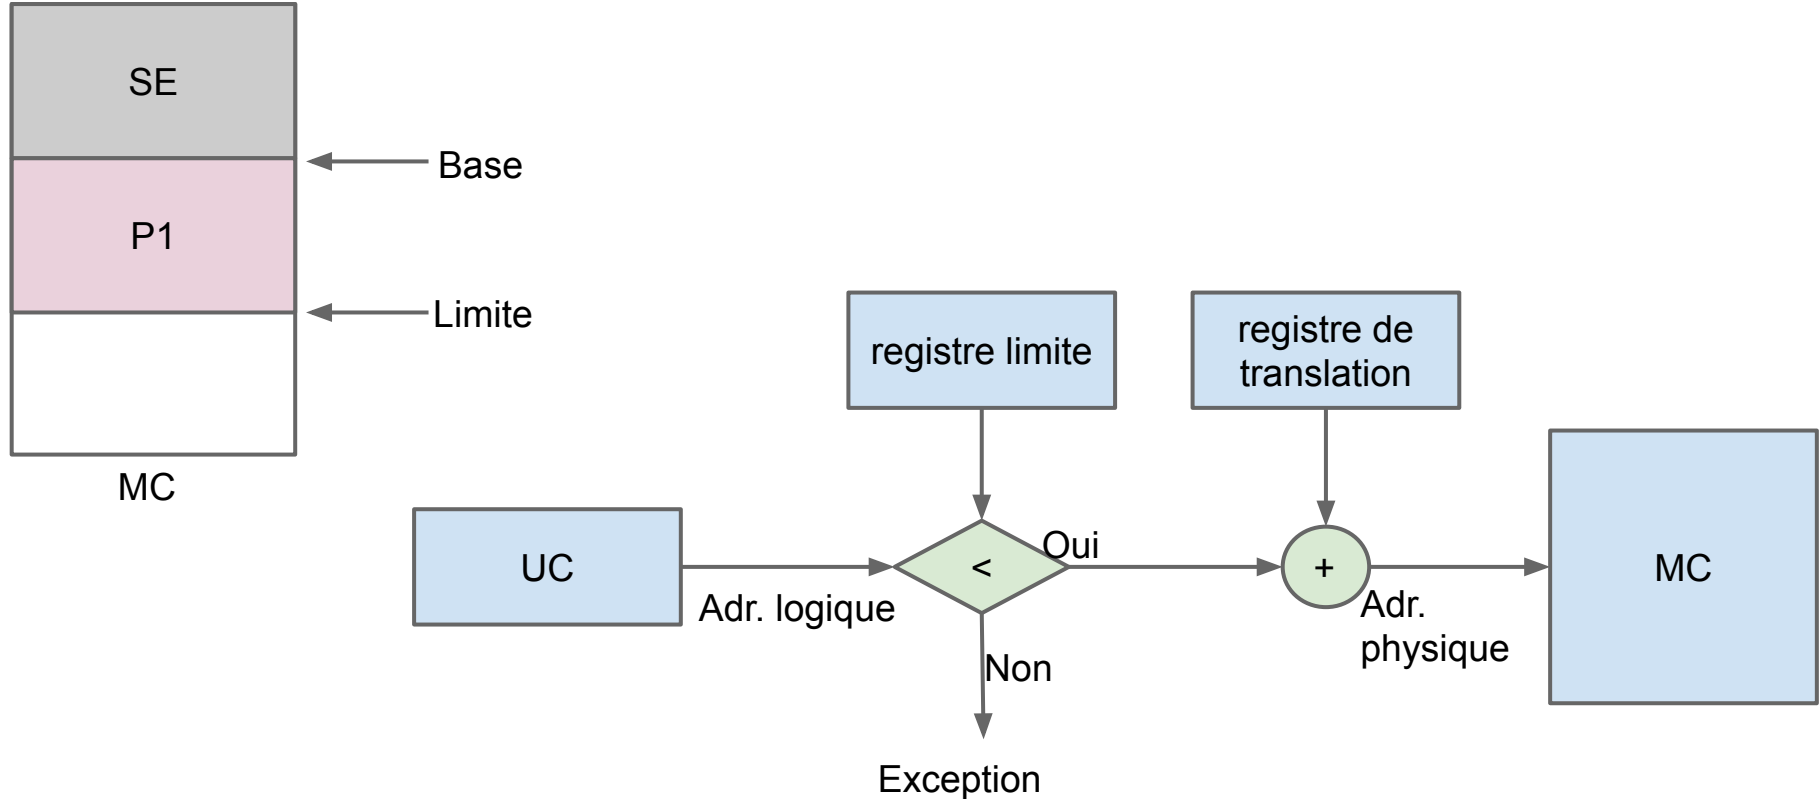 SE
Base
P1
Limite
MC
registre limite
registre de
translation
UC
Adr. logique
<
Oui
Non
Exception
+
Adr.
physique
MC